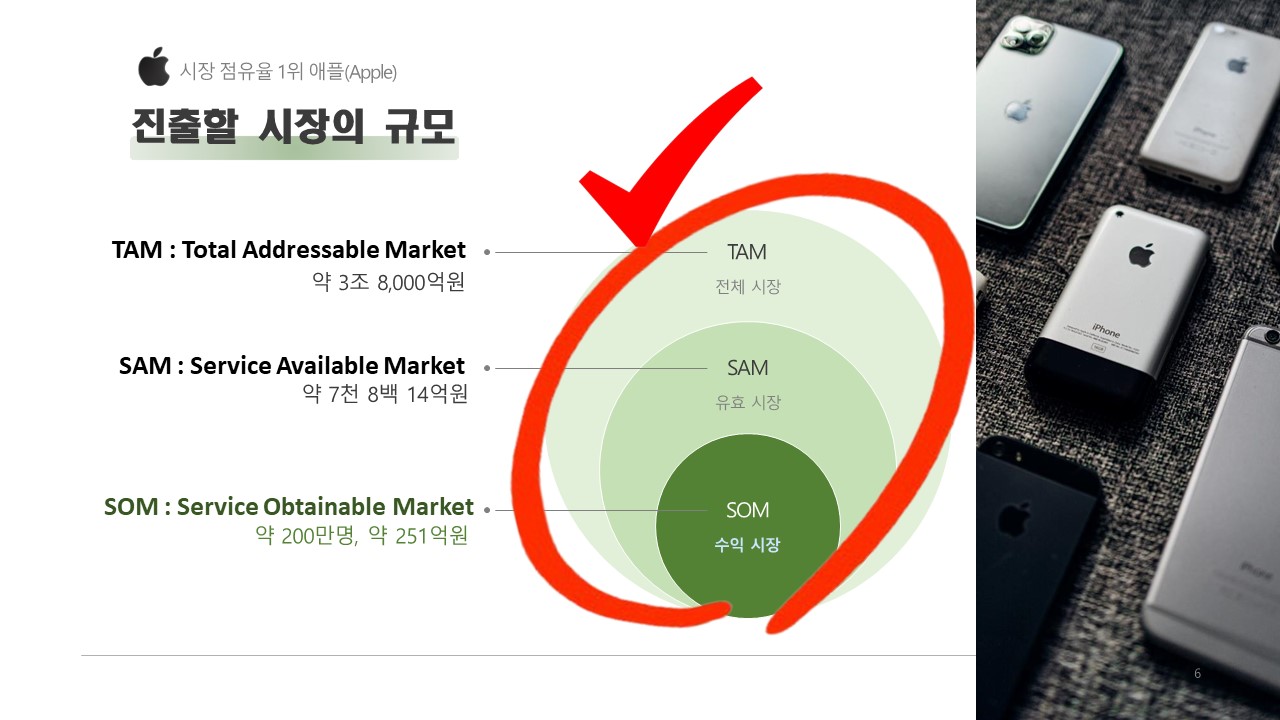 시장 점유율 1위 애플(Apple)
진출할 시장의 규모
TAM : Total Addressable Market
약 3조 8,000억원
SAM : Service Available Market
약 7천 8백 14억원
SOM : Service Obtainable Market
약 200만명, 약 251억원
TAM
전체 시장
SAM
유효 시장
SOM
수익 시장
iPhone
iPhone
iPhone
6